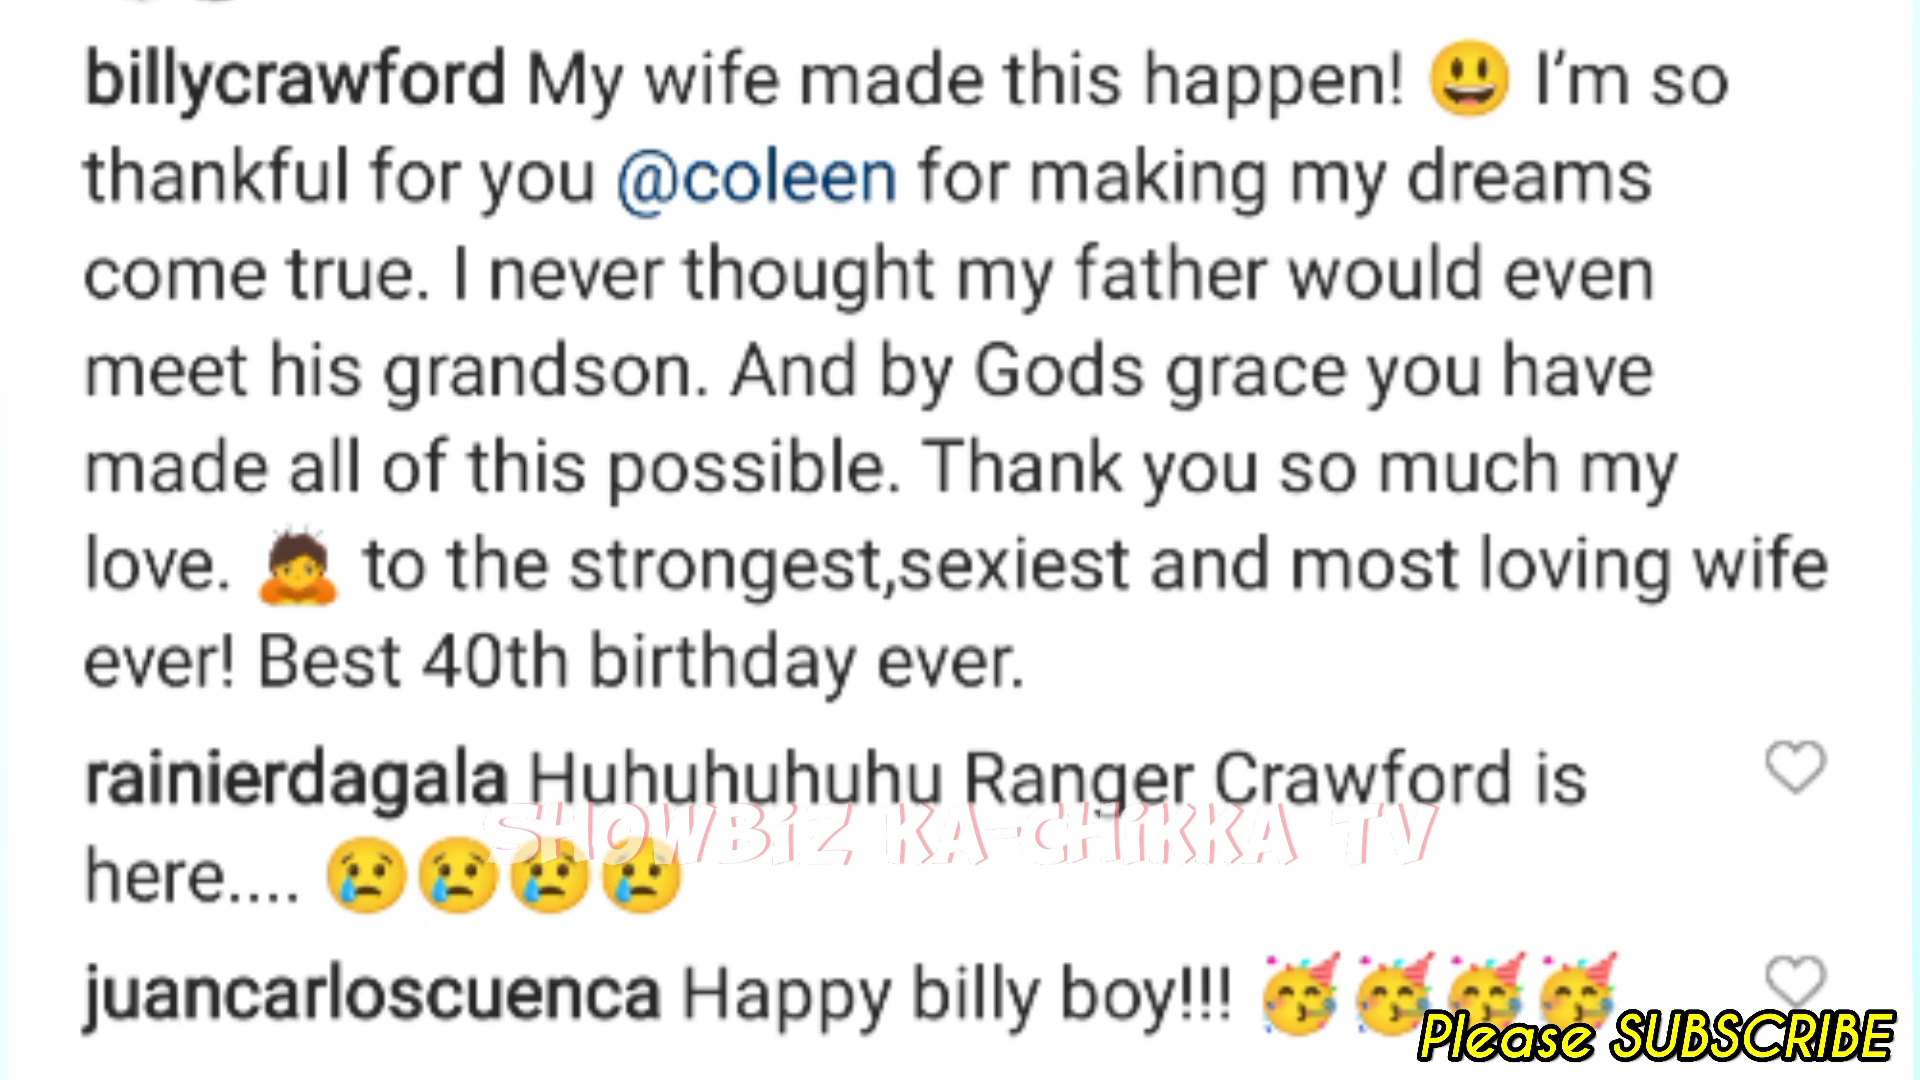 billycrawford My wife made this happen! 😃 I'm so
thankful for you @coleen for making my dreams
come true. I never thought my father would even
meet his grandson. And by Gods grace you have
made all of this possible. Thank you so much my
love. 🙇 to the strongest,sexiest and most loving wife
ever! Best 40th birthday ever.
rainierdagala Huhuhuhuhu Ranger Crawford is
SHOWBiZ KA-CHiKKA TV
here.... 😢😢😢😢
juancarloscuenca Happy billy boy!!! 🥳🥳🥳🥳
Please SUBSCRIBE